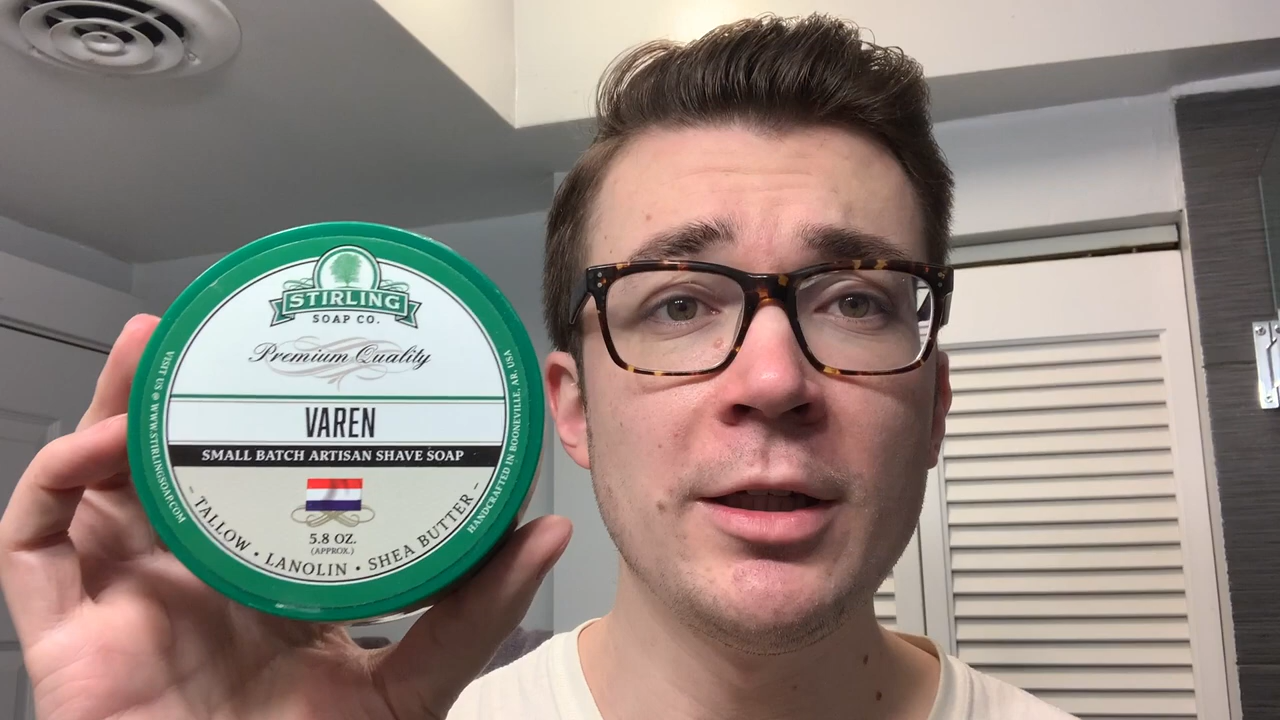 STIRLING
SOAP CO.
Premium Quality
VAREN
SMALL BATCH ARTISAN SHAVE SOAP
5.8 OZ.
(APPROX.)
- TALLOW • LANOLIN • SHEA BUTTER -
VISIT US @ WWW.STIRLINGSOAP.COM
HANDCRAFTED IN BOONEVILLE, AR, USA